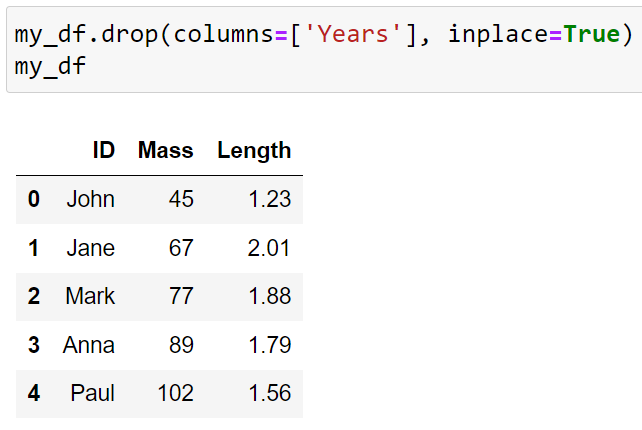 my_df.drop(columns=['Years'], inplace=True)
my_df
ID Mass Length
0 John 45 1.23
1 Jane 67 2.01
2 Mark 77 1.88
3 Anna 89 1.79
4 Paul 102 1.56